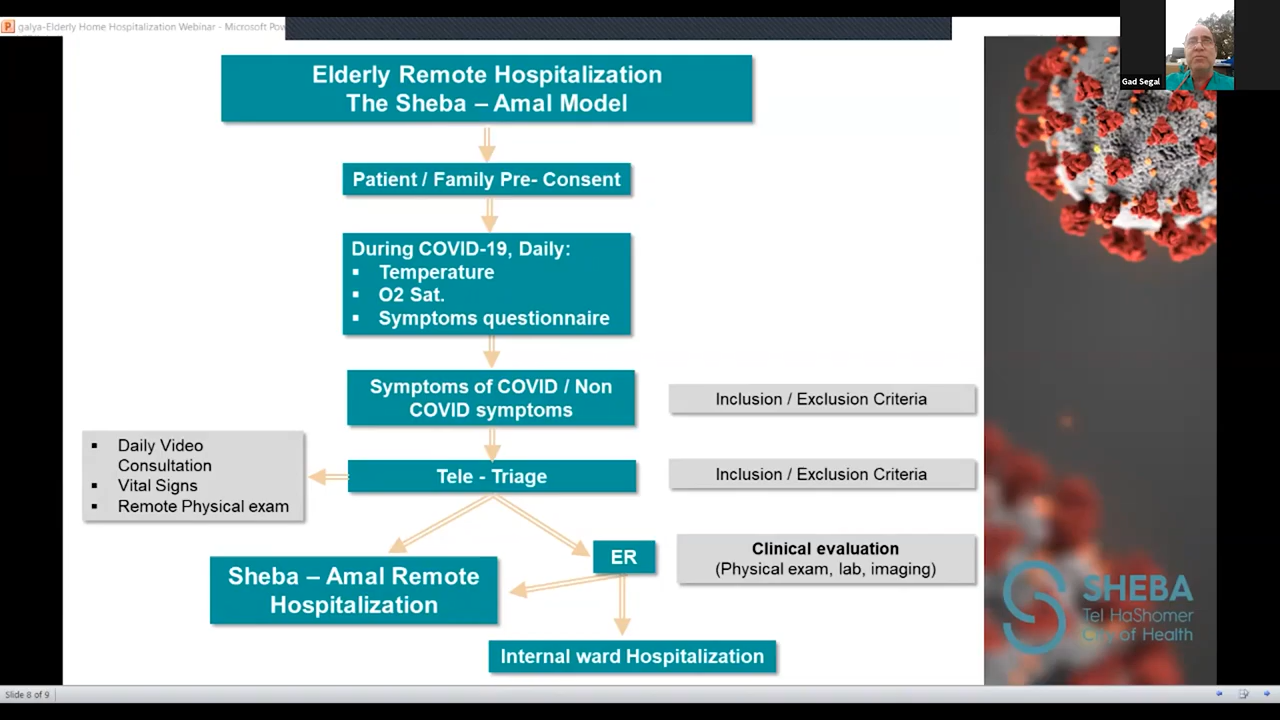 galya-Elderly Home Hospitalization Webinar - Microsoft Pow
Gad Segal
Elderly Remote Hospitalization
The Sheba – Amal Model
Patient / Family Pre- Consent
During COVID-19, Daily:
▪ Temperature
▪ O2 Sat.
▪ Symptoms questionnaire
Symptoms of COVID / Non
COVID symptoms
Inclusion / Exclusion Criteria
▪ Daily Video
Consultation
▪ Vital Signs
▪ Remote Physical exam
Tele - Triage
Inclusion / Exclusion Criteria
ER
Clinical evaluation
(Physical exam, lab, imaging)
Sheba – Amal Remote
Hospitalization
Internal ward Hospitalization
SHEBA
Tel HaShomer
City of Health
Slide 8 of 9